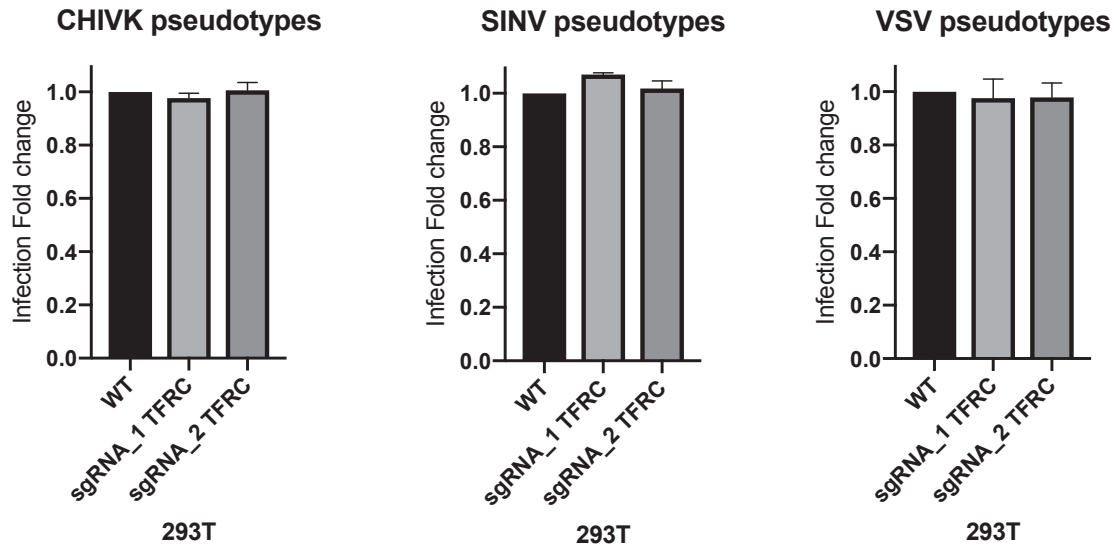 CHIVK pseudotypes
Infection Fold change
1.0
0.8
0.6
0.4
0.2
0.0
WT
sgRNA_1 TFRC
sgRNA_2 TFRC
293T
SINV pseudotypes
Infection Fold change
1.0
0.8
0.6
0.4
0.2
0.0
WT
sgRNA_1 TFRC
sgRNA_2 TFRC
293T
VSV pseudotypes
Infection Fold change
1.0
0.8
0.6
0.4
0.2
0.0
WT
sgRNA_1 TFRC
sgRNA_2 TFRC
293T